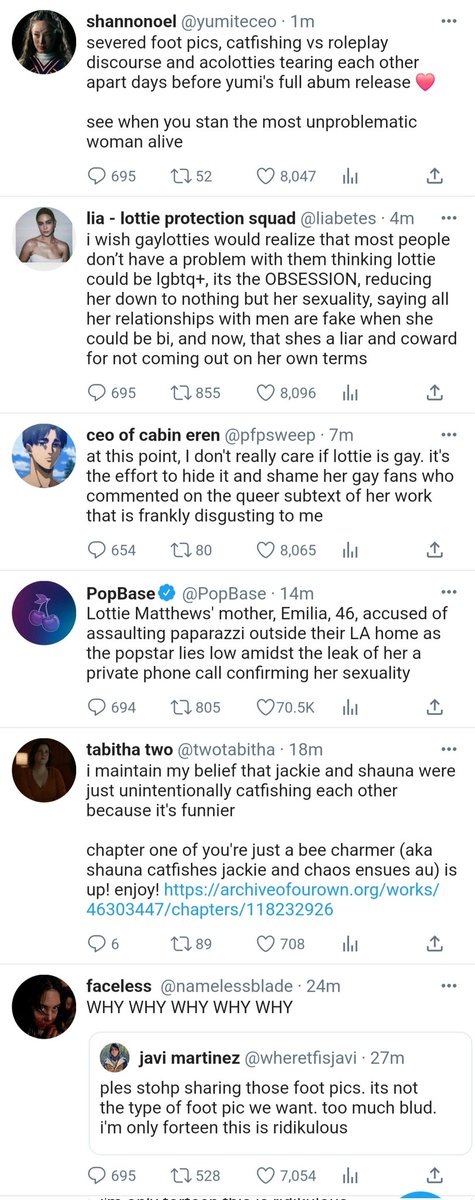 shannonoel @yumiteceo · 1m
severed foot pics, catfishing vs roleplay
discourse and acolotties tearing each other
apart days before yumi's full abum release ❤️
see when you stan the most unproblematic
woman alive
695 52 8,047
lia - lottie protection squad @liabetes · 4m
i wish gaylotties would realize that most people
don't have a problem with them thinking lottie
could be lgbtq+, its the OBSESSION, reducing
her down to nothing but her sexuality, saying all
her relationships with men are fake when she
could be bi, and now, that shes a liar and coward
for not coming out on her own terms
695 855 8,096
ceo of cabin eren @pfpsweep · 7m
at this point, I don't really care if lottie is gay. it's
the effort to hide it and shame her gay fans who
commented on the queer subtext of her work
that is frankly disgusting to me
654 80 8,065
PopBase @PopBase · 14m
Lottie Matthews' mother, Emilia, 46, accused of
assaulting paparazzi outside their LA home as
the popstar lies low amidst the leak of her a
private phone call confirming her sexuality
694 805 70.5K
tabitha two @twotabitha · 18m
i maintain my belief that jackie and shauna were
just unintentionally catfishing each other
because it's funnier
chapter one of you're just a bee charmer (aka
shauna catfishes jackie and chaos ensues au) is
up! enjoy! https://archiveofourown.org/works/
46303447/chapters/118232926
6 89 708
faceless @namelessblade · 24m
WHY WHY WHY WHY WHY
javi martinez @wheretfisjavi · 27m
ples stohp sharing those foot pics. its not
the type of foot pic we want. too much blud.
i'm only forteen this is ridikulous
695 528 7,054